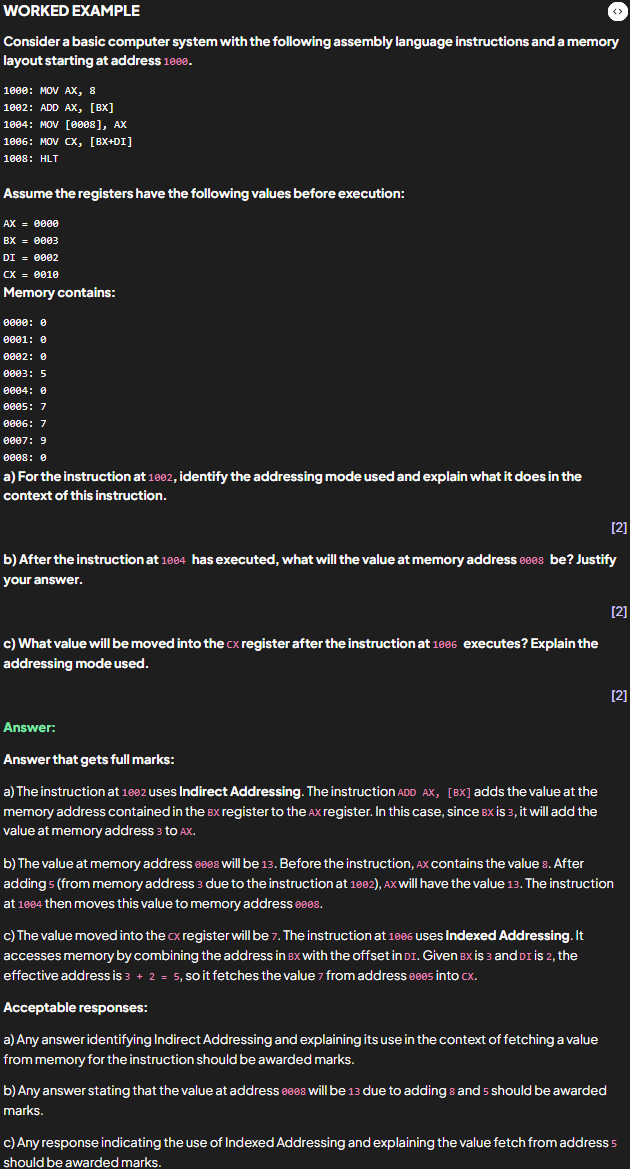 WORKED EXAMPLE
Consider a basic computer system with the following assembly language instructions and a memory
layout starting at address 1000.
1000: MOV AX, 8
1002: ADD AX, [BX]
1004: MOV [0008], AX
1006: MOV CX, [BX+DI]
1008: HLT
Assume the registers have the following values before execution:
AX = 0000
BX = 0003
DI = 0002
CX = 0010
Memory contains:
0000: 0
0001: 0
0002: 0
0003: 5
0004: 0
0005: 7
0006: 7
0007: 9
0008: 0
a) For the instruction at 1002, identify the addressing mode used and explain what it does in the
context of this instruction.
[2]
b) After the instruction at 1004 has executed, what will the value at memory address 0008 be? Justify
your answer.
[2]
c) What value will be moved into the CX register after the instruction at 1006 executes? Explain the
addressing mode used.
[2]
Answer:
Answer that gets full marks:
a) The instruction at 1002 uses Indirect Addressing. The instruction ADD AX, [BX] adds the value at the
memory address contained in the BX register to the AX register. In this case, since BX is 3, it will add the
value at memory address 3 to AX.
b) The value at memory address 0008 will be 13. Before the instruction, AX contains the value 8. After
adding 5 (from memory address 3 due to the instruction at 1002), AX will have the value 13. The instruction
at 1004 then moves this value to memory address 0008.
c) The value moved into the CX register will be 7. The instruction at 1006 uses Indexed Addressing. It
accesses memory by combining the address in BX with the offset in DI. Given BX is 3 and DI is 2, the
effective address is 3 + 2 = 5, so it fetches the value 7 from address 0005 into CX.
Acceptable responses:
a) Any answer identifying Indirect Addressing and explaining its use in the context of fetching a value
from memory for the instruction should be awarded marks.
b) Any answer stating that the value at address 0008 will be 13 due to adding 8 and 5 should be awarded
marks.
c) Any response indicating the use of Indexed Addressing and explaining the value fetch from address 5
should be awarded marks.